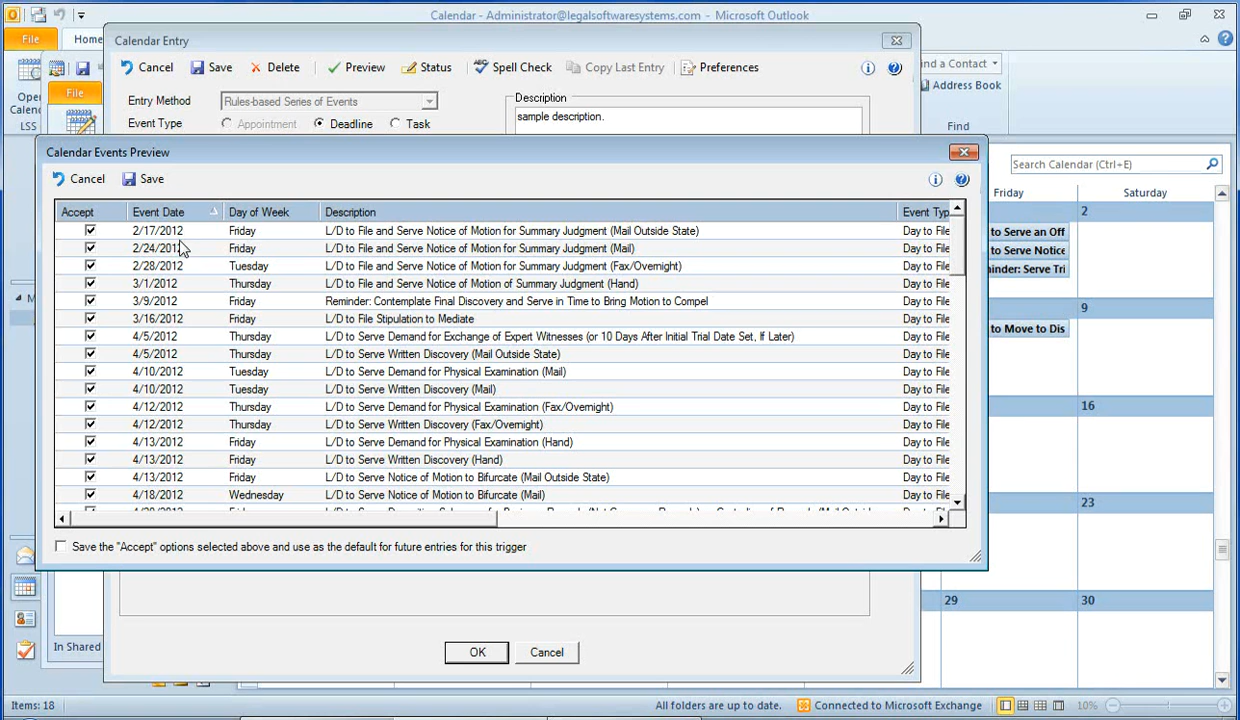 Calendar - Administrator@legalsoftwaresystems.com - Microsoft Outlook
File
Home
Calendar Entry
Cancel
Save
Delete
Preview
Status
Spell Check
Copy Last Entry
Preferences
nd a Contact
Address Book
Find
File
LSS
Entry Method
Rules-based Series of Events
Event Type
Appointment
Deadline
Task
Description
sample description.
Search Calendar (Ctrl+E)
Friday
Saturday
Calendar Events Preview
Cancel
Save
Accept Event Date Day of Week Description Event Typ
2/17/2012 Friday L/D to File and Serve Notice of Motion for Summary Judgment (Mail Outside State) Day to File
2/24/2012 Friday L/D to File and Serve Notice of Motion for Summary Judgment (Mail) Day to File
2/28/2012 Tuesday L/D to File and Serve Notice of Motion for Summary Judgment (Fax/Overnight) Day to File
3/1/2012 Thursday L/D to File and Serve Notice of Motion of Summary Judgment (Hand) Day to File
3/9/2012 Friday Reminder: Contemplate Final Discovery and Serve in Time to Bring Motion to Compel Day to File
3/16/2012 Friday L/D to File Stipulation to Mediate Day to File
4/5/2012 Thursday L/D to Serve Demand for Exchange of Expert Witnesses (or 10 Days After Initial Trial Date Set, If Later) Day to File
4/5/2012 Thursday L/D to Serve Written Discovery (Mail Outside State) Day to File
4/10/2012 Tuesday L/D to Serve Demand for Physical Examination (Mail) Day to File
4/10/2012 Tuesday L/D to Serve Written Discovery (Mail) Day to File
4/12/2012 Thursday L/D to Serve Demand for Physical Examination (Fax/Overnight) Day to File
4/12/2012 Thursday L/D to Serve Written Discovery (Fax/Overnight) Day to File
4/13/2012 Friday L/D to Serve Demand for Physical Examination (Hand) Day to File
4/13/2012 Friday L/D to Serve Written Discovery (Hand) Day to File
4/13/2012 Friday L/D to Serve Notice of Motion to Bifurcate (Mail Outside State) Day to File
4/18/2012 Wednesday L/D to Serve Notice of Motion to Bifurcate (Mail) Day to File
Save the "Accept" options selected above and use as the default for future entries for this trigger
2
to Serve an Off
to Serve Notice
inder: Serve Tri
9
to Move to Dis
16
23
29
30
OK
Cancel
In Shared
Items: 18
All folders are up to date.
Connected to Microsoft Exchange
10%